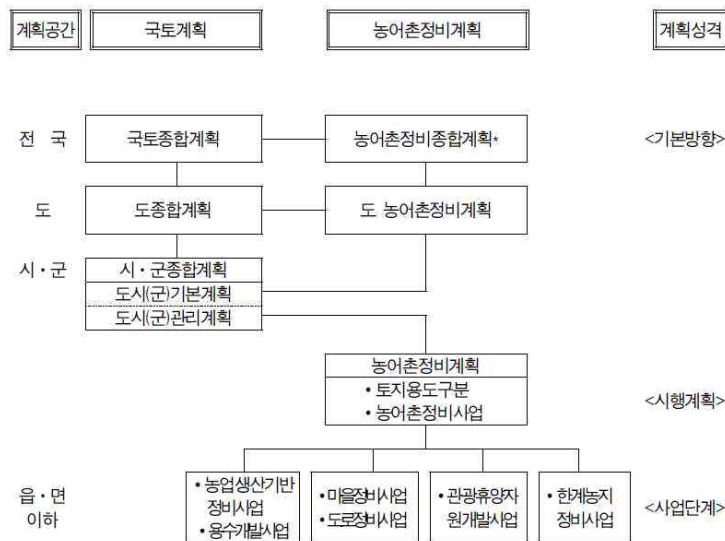 계획공간 국토계획 농어촌정비계획 계획성격
전 국 국토종합계획 농어촌정비종합계획* <기본방향>
도 도종합계획 도 농어촌정비계획
시・군 시・군종합계획
도시(군)기본계획
도시(군)관리계획
농어촌정비계획
• 토지용도구분
• 농어촌정비사업
<시행계획>
읍・면
이하
• 농업생산기반
정비사업
• 용수개발사업
• 마을정비사업
• 도로정비사업
• 관광휴양자
원개발사업
• 한계농지
정비사업
<사업단계>